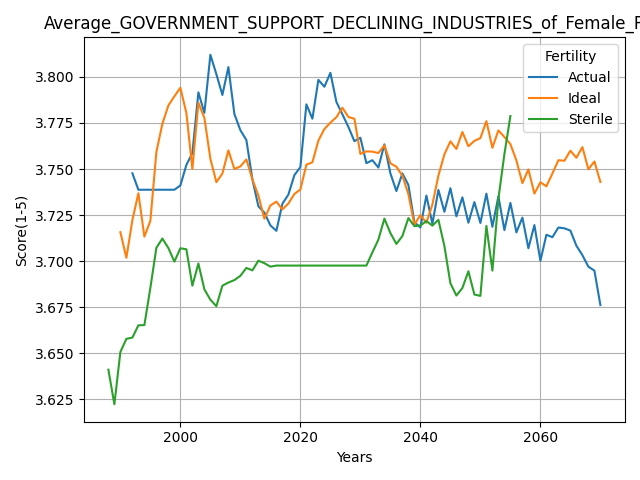 Average_GOVERNMENT_SUPPORT_DECLINING_INDUSTRIES_of_Female_F
Fertility
Actual
Ideal
Sterile
3.800
3.775
3.750
3.725
3.700
3.675
3.650
3.625
Score(1-5)
2000 2020 2040 2060
Years